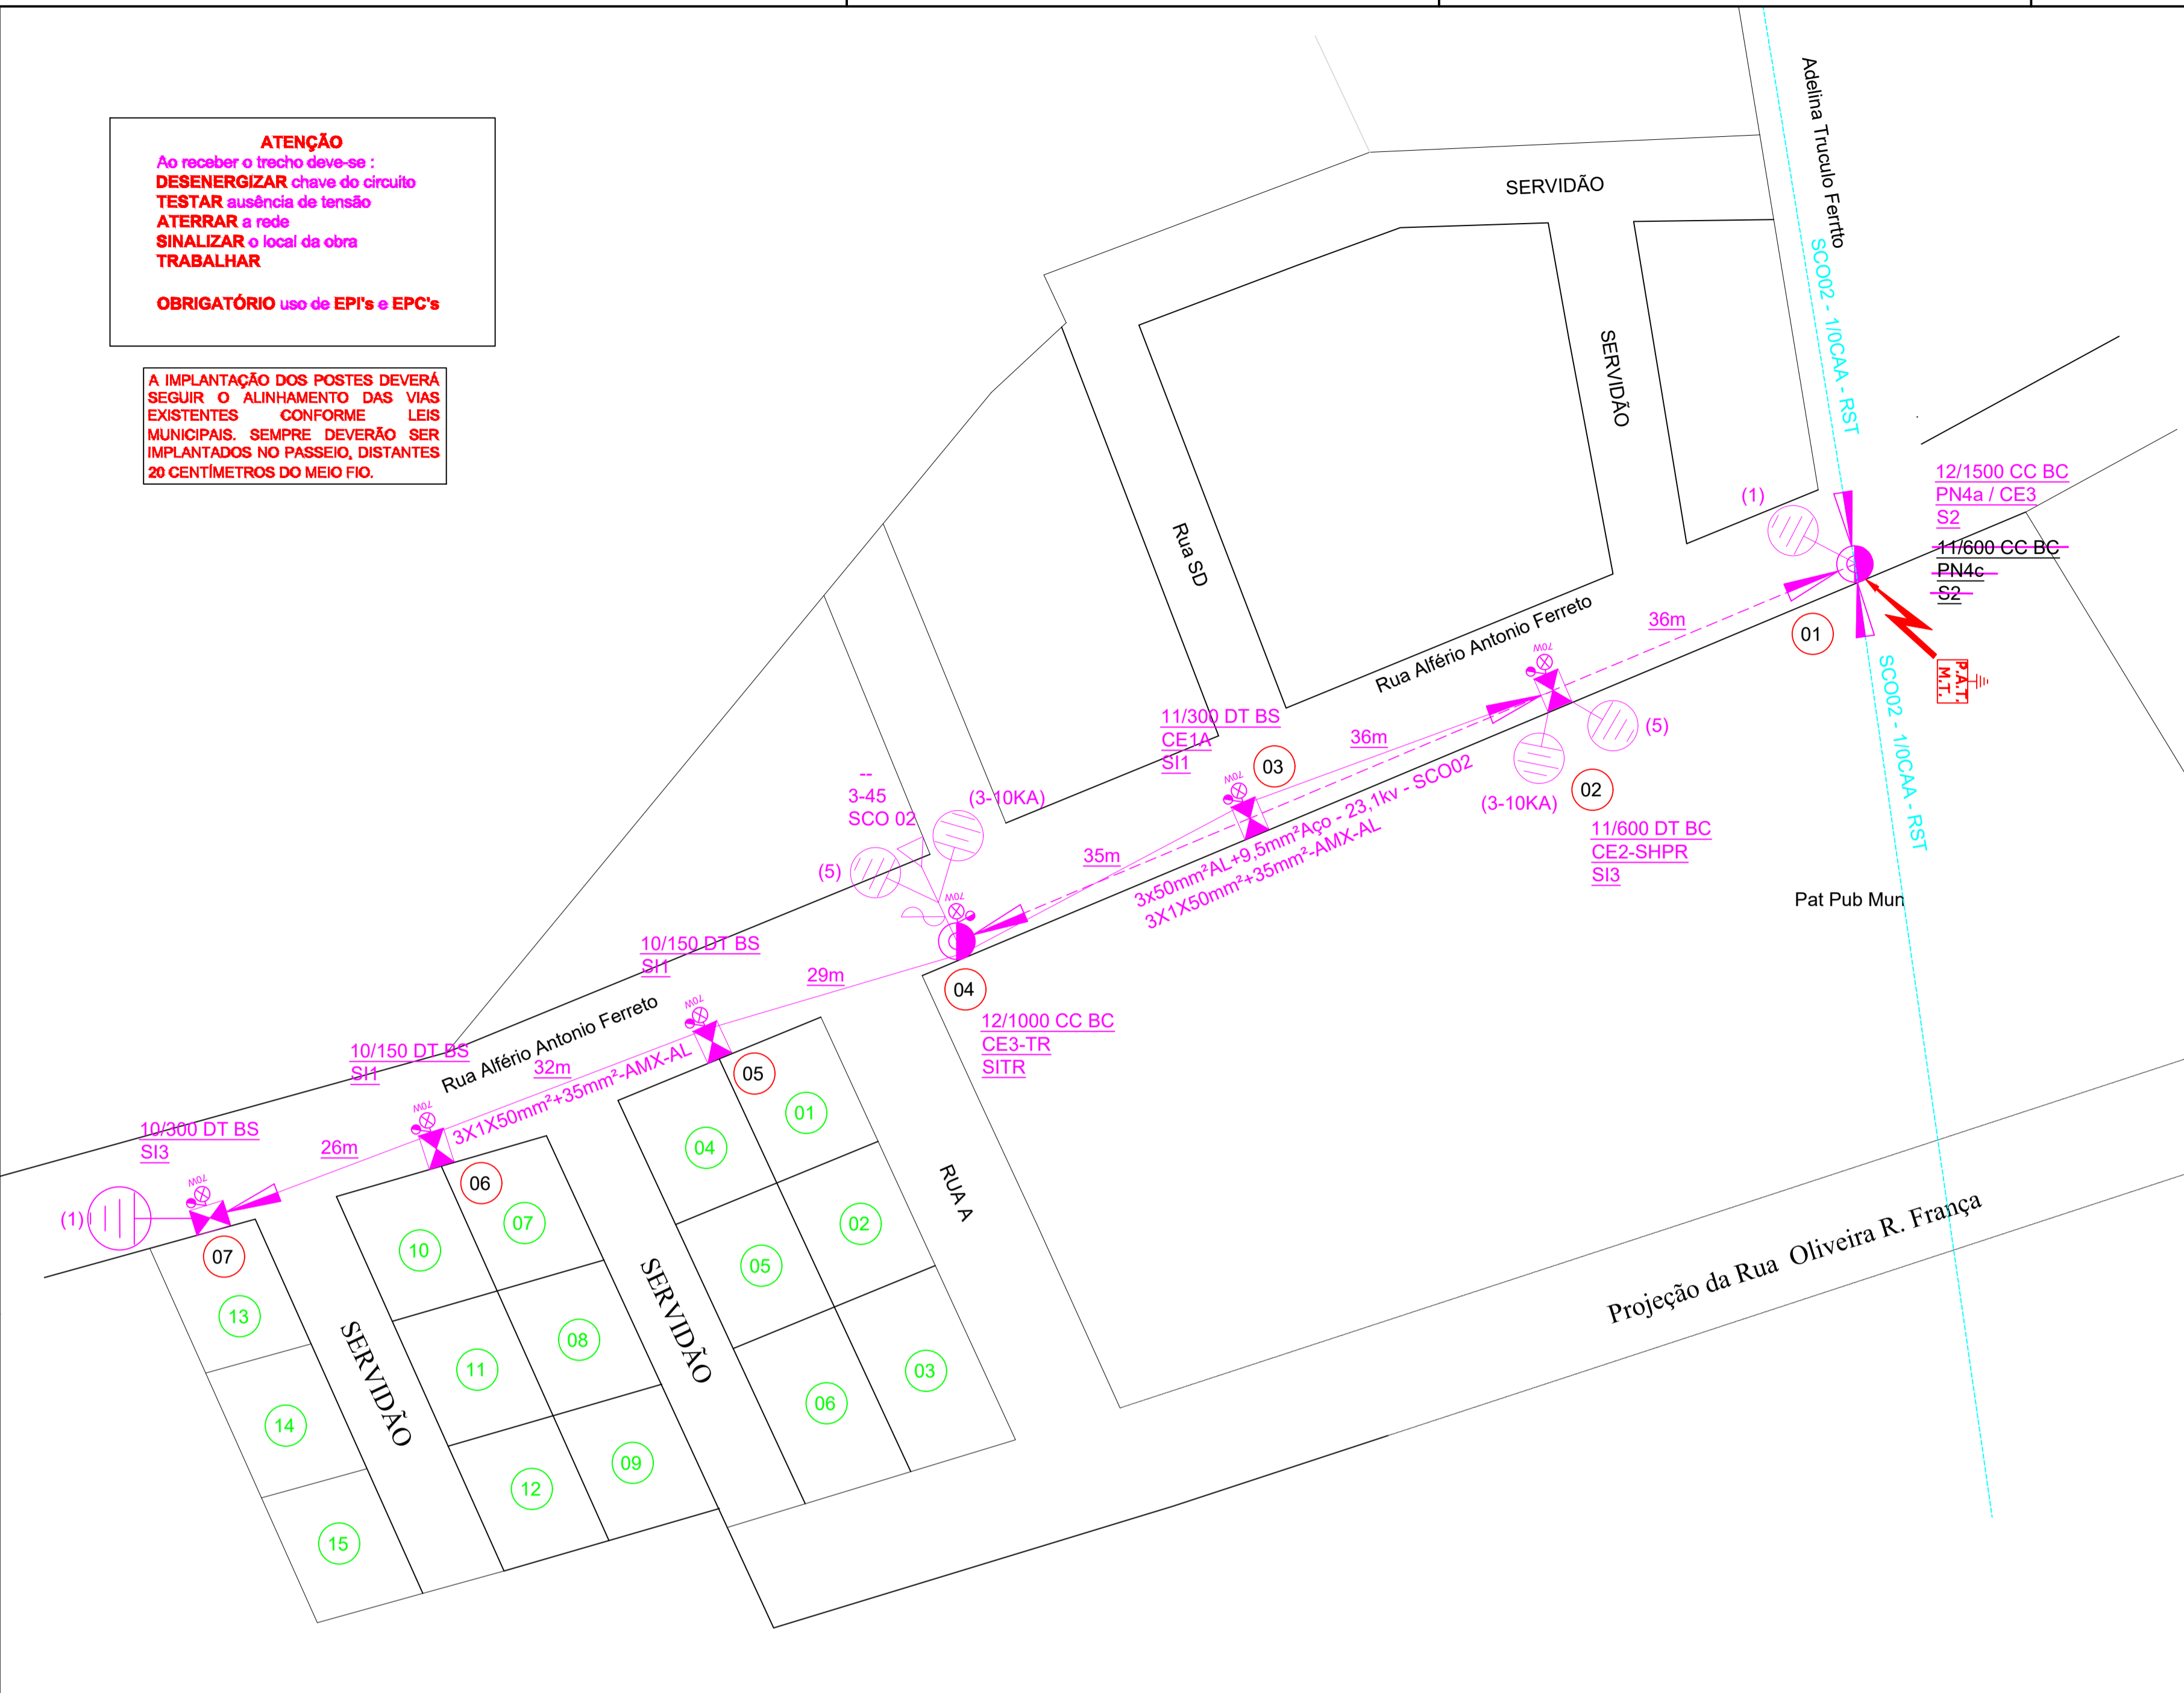 ATENÇÃO
Ao receber o trecho deve-se :
DESENERGIZAR chave do circuito
TESTAR ausência de tensão
ATERRAR a rede
SINALIZAR o local da obra
TRABALHAR
OBRIGATÓRIO uso de EPI's e EPC's
A IMPLANTAÇÃO DOS POSTES DEVERÁ
SEGUIR O ALINHAMENTO DAS VIAS
EXISTENTES CONFORME LEIS
MUNICIPAIS. SEMPRE DEVERÃO SER
IMPLANTADOS NO PASSEIO, DISTANTES
20 CENTÍMETROS DO MEIO FIO.
Adelina Truculo Ferrtto
SCO02 - 1/0CAA - RST
SERVIDÃO
SERVIDÃO
Rua SD
(1)
12/1500 CC BC
PN4a / CE3
S2
11/600 CC BC
PN4c
S2
01
P.A.T.
M.T.
SCO02 - 1/0CAA - RST
36m
Rua Alfério Antonio Ferreto
70W
(5)
(3-10KA)
02
11/600 DT BC
CE2-SHPR
SI3
36m
11/300 DT BS
CE1A
SI1
03
70W
3x50mm²AL+9,5mm²Aço - 23,1kv - SCO02
3X1X50mm²+35mm²-AMX-AL
35m
--
3-45
SCO 02
(3-10KA)
(5)
70W
04
12/1000 CC BC
CE3-TR
SITR
Pat Pub Mun
29m
10/150 DT BS
SI1
70W
05
Rua Alfério Antonio Ferreto
32m
3X1X50mm²+35mm²-AMX-AL
10/150 DT BS
SI1
70W
06
26m
10/300 DT BS
SI3
70W
(1)
07
01
04
02
05
03
06
RUA A
SERVIDÃO
07
10
08
11
09
12
SERVIDÃO
13
14
15
Projeção da Rua Oliveira R. França